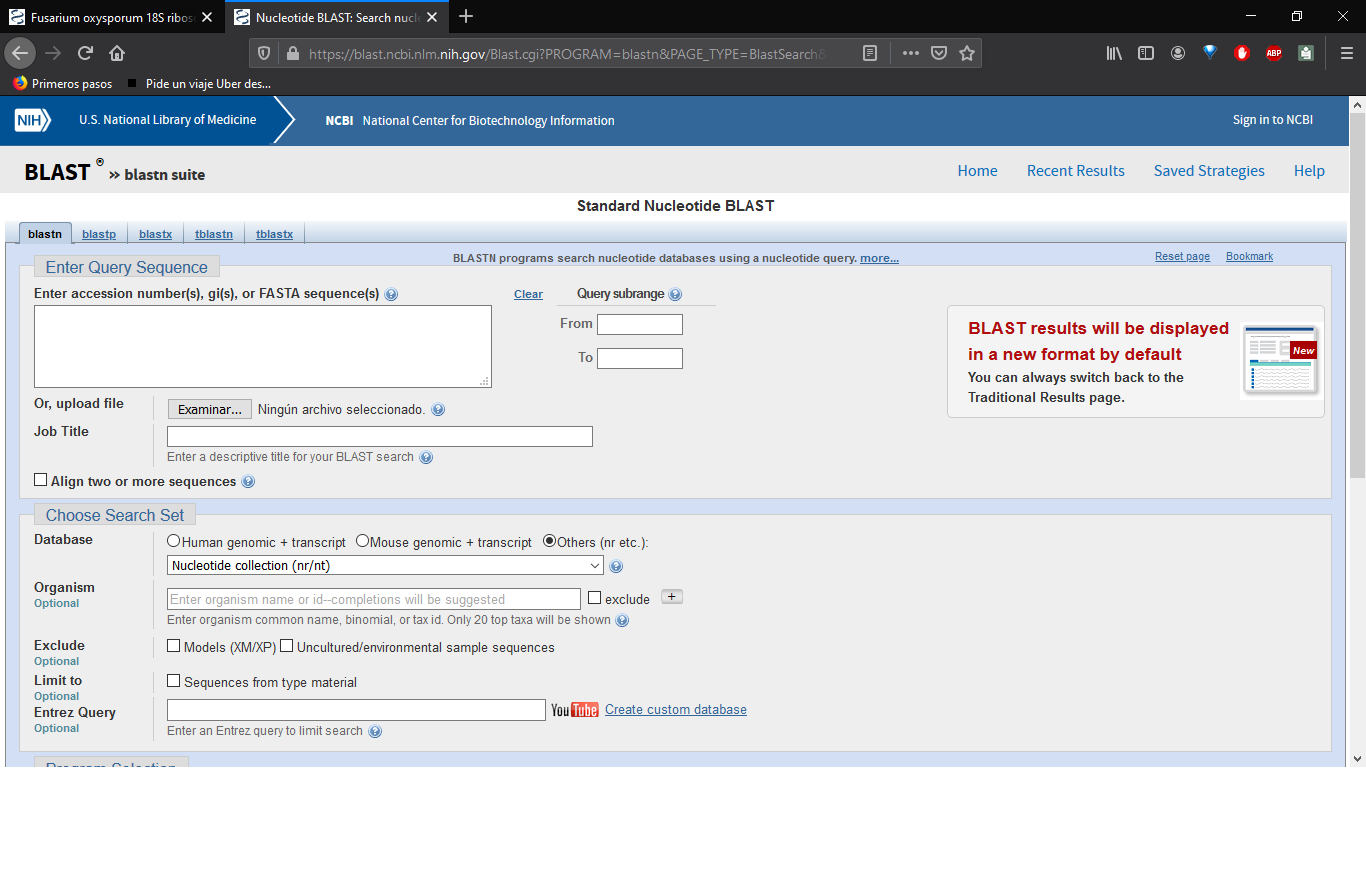 Fusarium oxysporum 18S ribos
Nucleotide BLAST: Search nucle
https://blast.ncbi.nlm.nih.gov/Blast.cgi?PROGRAM=blastn&PAGE_TYPE=BlastSearch&
ABP
Primeros pasos
Pide un viaje Uber des...
NIH
U.S. National Library of Medicine
NCBI National Center for Biotechnology Information
Sign in to NCBI
BLAST ® » blastn suite
Home
Recent Results
Saved Strategies
Help
Standard Nucleotide BLAST
blastn
blastp
blastx
tblastn
tblastx
Enter Query Sequence
BLASTN programs search nucleotide databases using a nucleotide query. more...
Reset page
Bookmark
Enter accession number(s), gi(s), or FASTA sequence(s)
Clear
Query subrange
From
To
BLAST results will be displayed
in a new format by default
You can always switch back to the
Traditional Results page.
New
Or, upload file
Examinar... Ningún archivo seleccionado.
Job Title
Enter a descriptive title for your BLAST search
Align two or more sequences
Choose Search Set
Database
Human genomic + transcript Mouse genomic + transcript Others (nr etc.):
Nucleotide collection (nr/nt)
Organism
Optional
Enter organism name or id--completions will be suggested
exclude
+
Enter organism common name, binomial, or tax id. Only 20 top taxa will be shown
Exclude
Optional
Models (XM/XP) Uncultured/environmental sample sequences
Limit to
Optional
Sequences from type material
Entrez Query
Optional
YouTube Create custom database
Enter an Entrez query to limit search
Program Selection